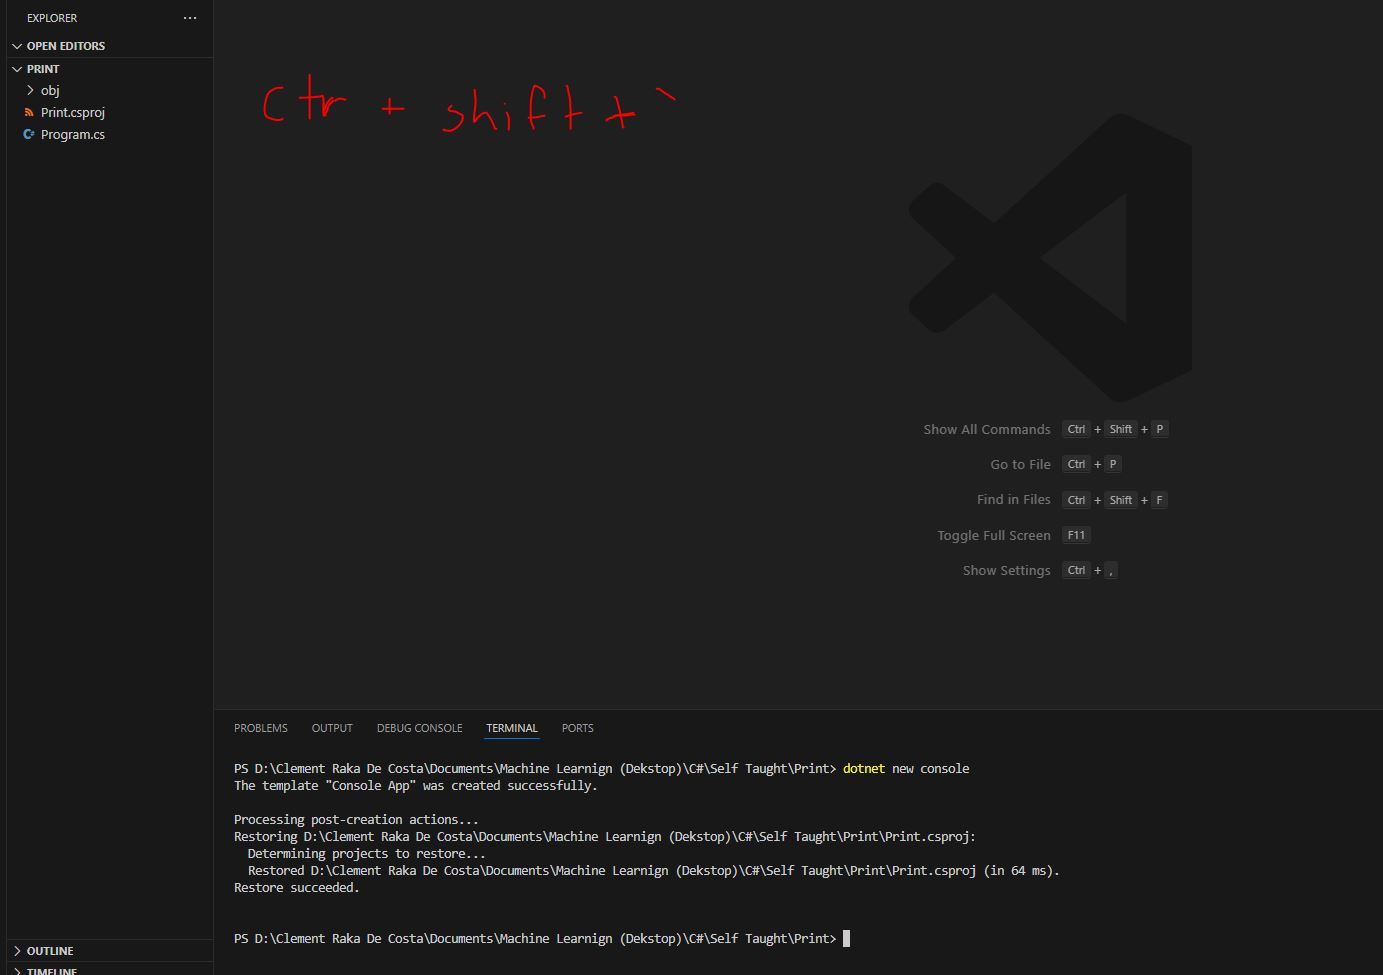 EXPLORER ...
OPEN EDITORS
PRINT
obj
Print.csproj
C# Program.cs
Ctr + shift + `
Show All Commands Ctrl + Shift + P
Go to File Ctrl + P
Find in Files Ctrl + Shift + F
Toggle Full Screen F11
Show Settings Ctrl + ,
PROBLEMS OUTPUT DEBUG CONSOLE TERMINAL PORTS
PS D:\Clement Raka De Costa\Documents\Machine Learnign (Dekstop)\C#\Self Taught\Print> dotnet new console
The template "Console App" was created successfully.
Processing post-creation actions...
Restoring D:\Clement Raka De Costa\Documents\Machine Learnign (Dekstop)\C#\Self Taught\Print\Print.csproj:
Determining projects to restore...
Restored D:\Clement Raka De Costa\Documents\Machine Learnign (Dekstop)\C#\Self Taught\Print\Print.csproj (in 64 ms).
Restore succeeded.
PS D:\Clement Raka De Costa\Documents\Machine Learnign (Dekstop)\C#\Self Taught\Print>
OUTLINE
TIMELINE